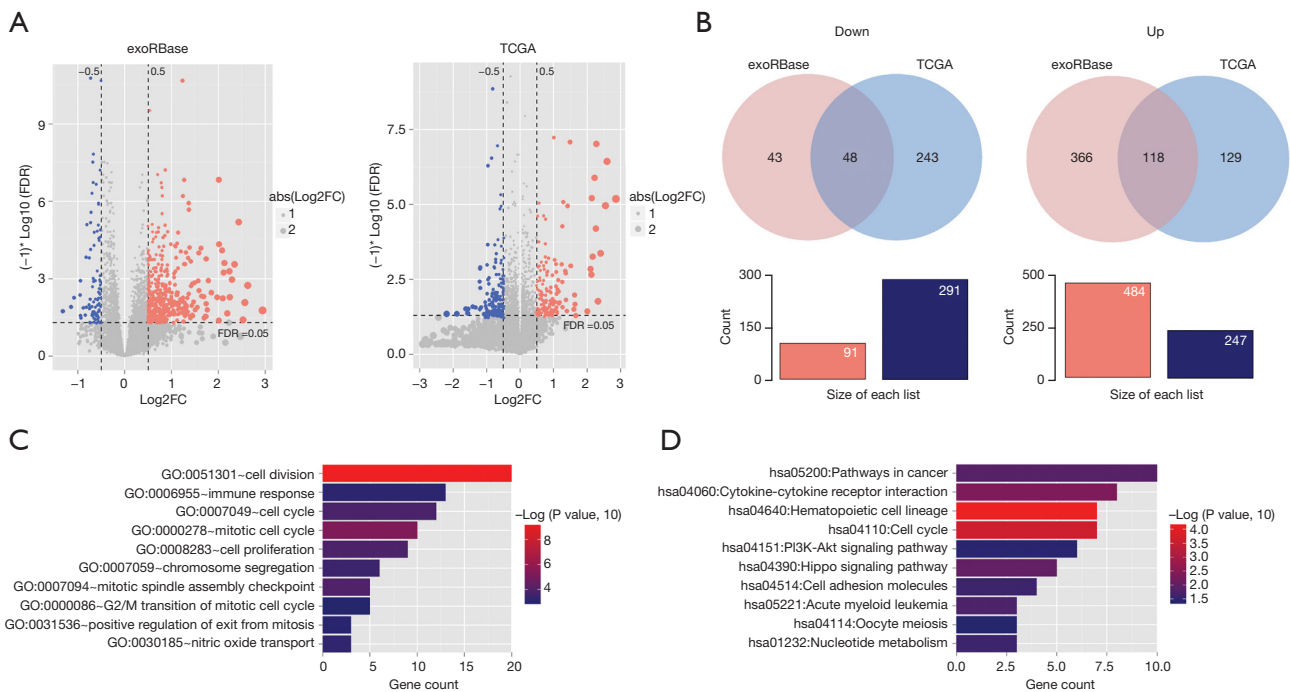 A
exoRBase
−0.5
0.5
9
6
3
0
(−1)* Log10 (FDR)
FDR =0.05
−1
0
1
2
3
Log2FC
abs(Log2FC)
1
2
TCGA
−0.5
0.5
7.5
5.0
2.5
0.0
(−1)* Log10 (FDR)
FDR =0.05
−3
−2
−1
0
1
2
3
Log2FC
abs(Log2FC)
1
2
B
Down
exoRBase
TCGA
43
48
243
300
150
0
Count
91
291
Size of each list
Up
exoRBase
TCGA
366
118
129
500
250
0
Count
484
247
Size of each list
C
GO:0051301~cell division
GO:0006955~immune response
GO:0007049~cell cycle
GO:0000278~mitotic cell cycle
GO:0008283~cell proliferation
GO:0007059~chromosome segregation
GO:0007094~mitotic spindle assembly checkpoint
GO:0000086~G2/M transition of mitotic cell cycle
GO:0031536~positive regulation of exit from mitosis
GO:0030185~nitric oxide transport
0
5
10
15
20
Gene count
−Log (P value, 10)
8
6
4
D
hsa05200:Pathways in cancer
hsa04060:Cytokine-cytokine receptor interaction
hsa04640:Hematopoietic cell lineage
hsa04110:Cell cycle
hsa04151:PI3K-Akt signaling pathway
hsa04390:Hippo signaling pathway
hsa04514:Cell adhesion molecules
hsa05221:Acute myeloid leukemia
hsa04114:Oocyte meiosis
hsa01232:Nucleotide metabolism
0.0
2.5
5.0
7.5
10.0
Gene count
−Log (P value, 10)
4.0
3.5
3.0
2.5
2.0
1.5